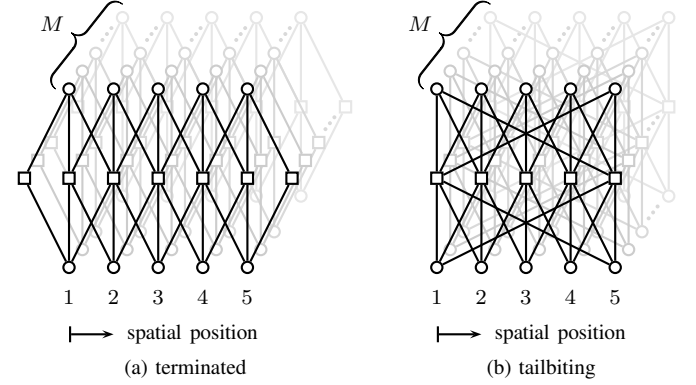 M M
1 2 3 4 5 1 2 3 4 5
spatial position spatial position
(a) terminated (b) tailbiting